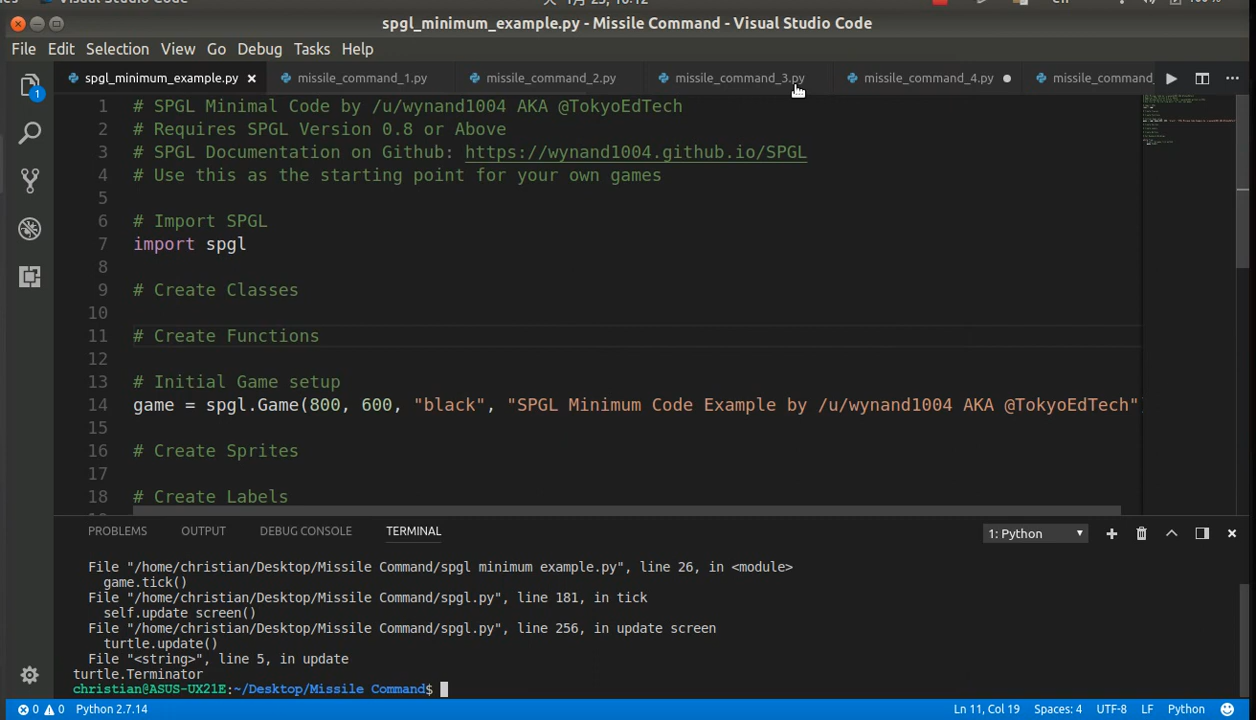 spgl_minimum_example.py - Missile Command - Visual Studio Code
File Edit Selection View Go Debug Tasks Help
spgl_minimum_example.py missile_command_1.py missile_command_2.py missile_command_3.py missile_command_4.py missile_command_
1
1 # SPGL Minimal Code by /u/wynand1004 AKA @TokyoEdTech
2 # Requires SPGL Version 0.8 or Above
3 # SPGL Documentation on Github: https://wynand1004.github.io/SPGL
4 # Use this as the starting point for your own games
5
6 # Import SPGL
7 import spgl
8
9 # Create Classes
10
11 # Create Functions
12
13 # Initial Game setup
14 game = spgl.Game(800, 600, "black", "SPGL Minimum Code Example by /u/wynand1004 AKA @TokyoEdTech"
15
16 # Create Sprites
17
18 # Create Labels
PROBLEMS OUTPUT DEBUG CONSOLE TERMINAL 1: Python
File "/home/christian/Desktop/Missile Command/spgl minimum example.py", line 26, in <module>
game.tick()
File "/home/christian/Desktop/Missile Command/spgl.py", line 181, in tick
self.update screen()
File "/home/christian/Desktop/Missile Command/spgl.py", line 256, in update screen
turtle.update()
File "<string>", line 5, in update
turtle.Terminator
christian@ASUS-UX21E:~/Desktop/Missile Command$
0 0 Python 2.7.14 Ln 11, Col 19 Spaces: 4 UTF-8 LF Python